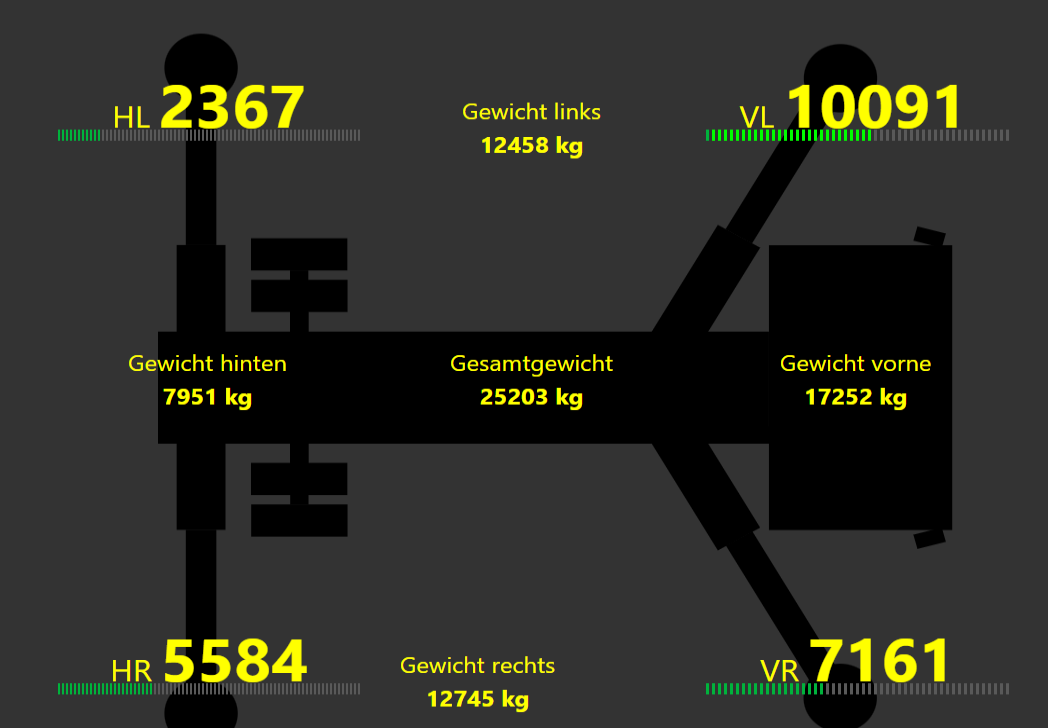 HL 2367
Gewicht links
12458 kg
VL 10091
Gewicht hinten
7951 kg
Gesamtgewicht
25203 kg
Gewicht vorne
17252 kg
HR 5584
Gewicht rechts
12745 kg
VR 7161